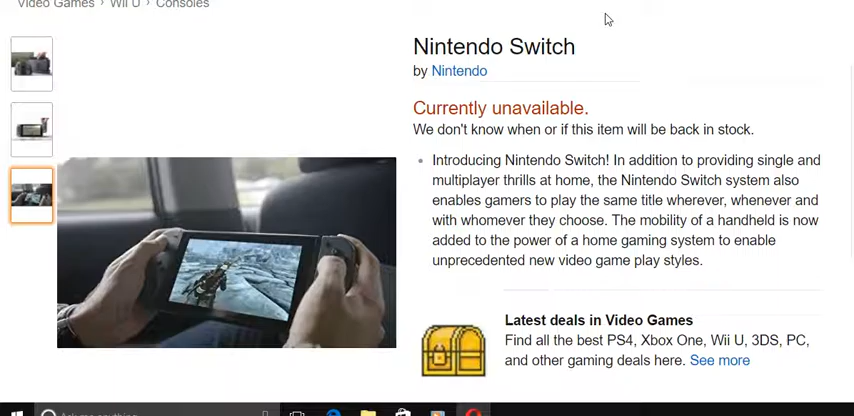 Video Games › Wii U › Consoles
Nintendo Switch
by Nintendo
Currently unavailable.
We don't know when or if this item will be back in stock.
Introducing Nintendo Switch! In addition to providing single and
multiplayer thrills at home, the Nintendo Switch system also
enables gamers to play the same title wherever, whenever and
with whomever they choose. The mobility of a handheld is now
added to the power of a home gaming system to enable
unprecedented new video game play styles.
Latest deals in Video Games
Find all the best PS4, Xbox One, Wii U, 3DS, PC,
and other gaming deals here. See more
Ask me anything